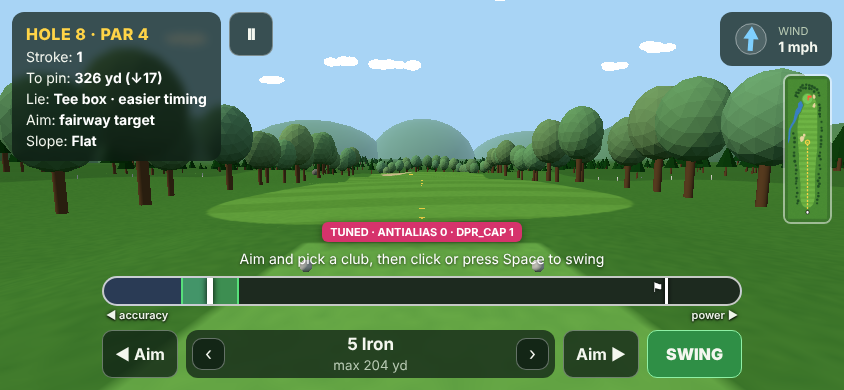 HOLE 8 · PAR 4
Stroke: 1
To pin: 326 yd (↓17)
Lie: Tee box · easier timing
Aim: fairway target
Slope: Flat
WIND
1 mph
TUNED · ANTIALIAS 0 · DPR_CAP 1
Aim and pick a club, then click or press Space to swing
◀ accuracy
power ▶
◀ Aim
‹
5 Iron
max 204 yd
›
Aim ▶
SWING